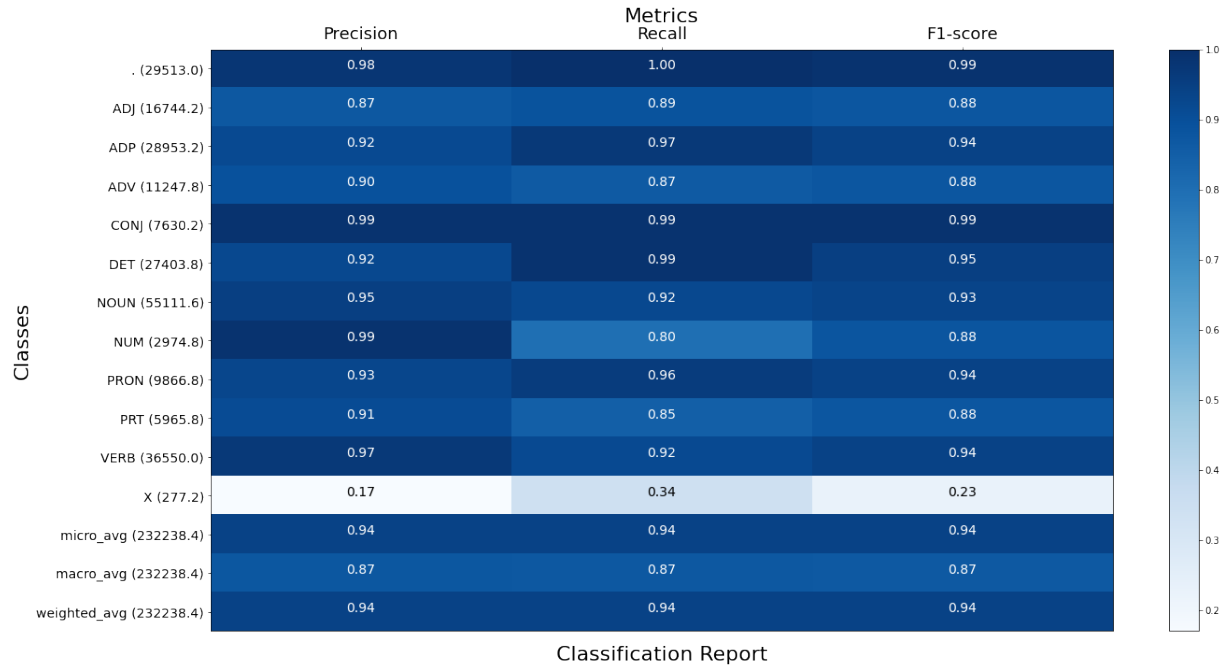 Metrics
Precision Recall F1-score
. (29513.0) 0.98 1.00 0.99
ADJ (16744.2) 0.87 0.89 0.88
ADP (28953.2) 0.92 0.97 0.94
ADV (11247.8) 0.90 0.87 0.88
CONJ (7630.2) 0.99 0.99 0.99
DET (27403.8) 0.92 0.99 0.95
NOUN (55111.6) 0.95 0.92 0.93
NUM (2974.8) 0.99 0.80 0.88
PRON (9866.8) 0.93 0.96 0.94
PRT (5965.8) 0.91 0.85 0.88
VERB (36550.0) 0.97 0.92 0.94
X (277.2) 0.17 0.34 0.23
micro_avg (232238.4) 0.94 0.94 0.94
macro_avg (232238.4) 0.87 0.87 0.87
weighted_avg (232238.4) 0.94 0.94 0.94
Classes
Classification Report
1.0
0.9
0.8
0.7
0.6
0.5
0.4
0.3
0.2